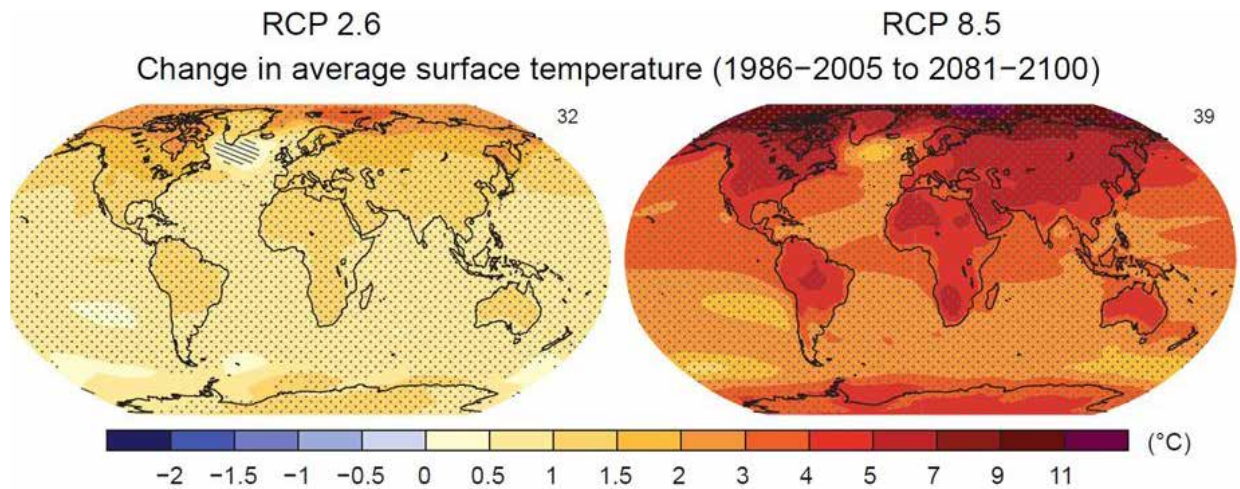 RCP 2.6
RCP 8.5
Change in average surface temperature (1986−2005 to 2081−2100)
32
39
−2 −1.5 −1 −0.5 0 0.5 1 1.5 2 3 4 5 7 9 11
(°C)